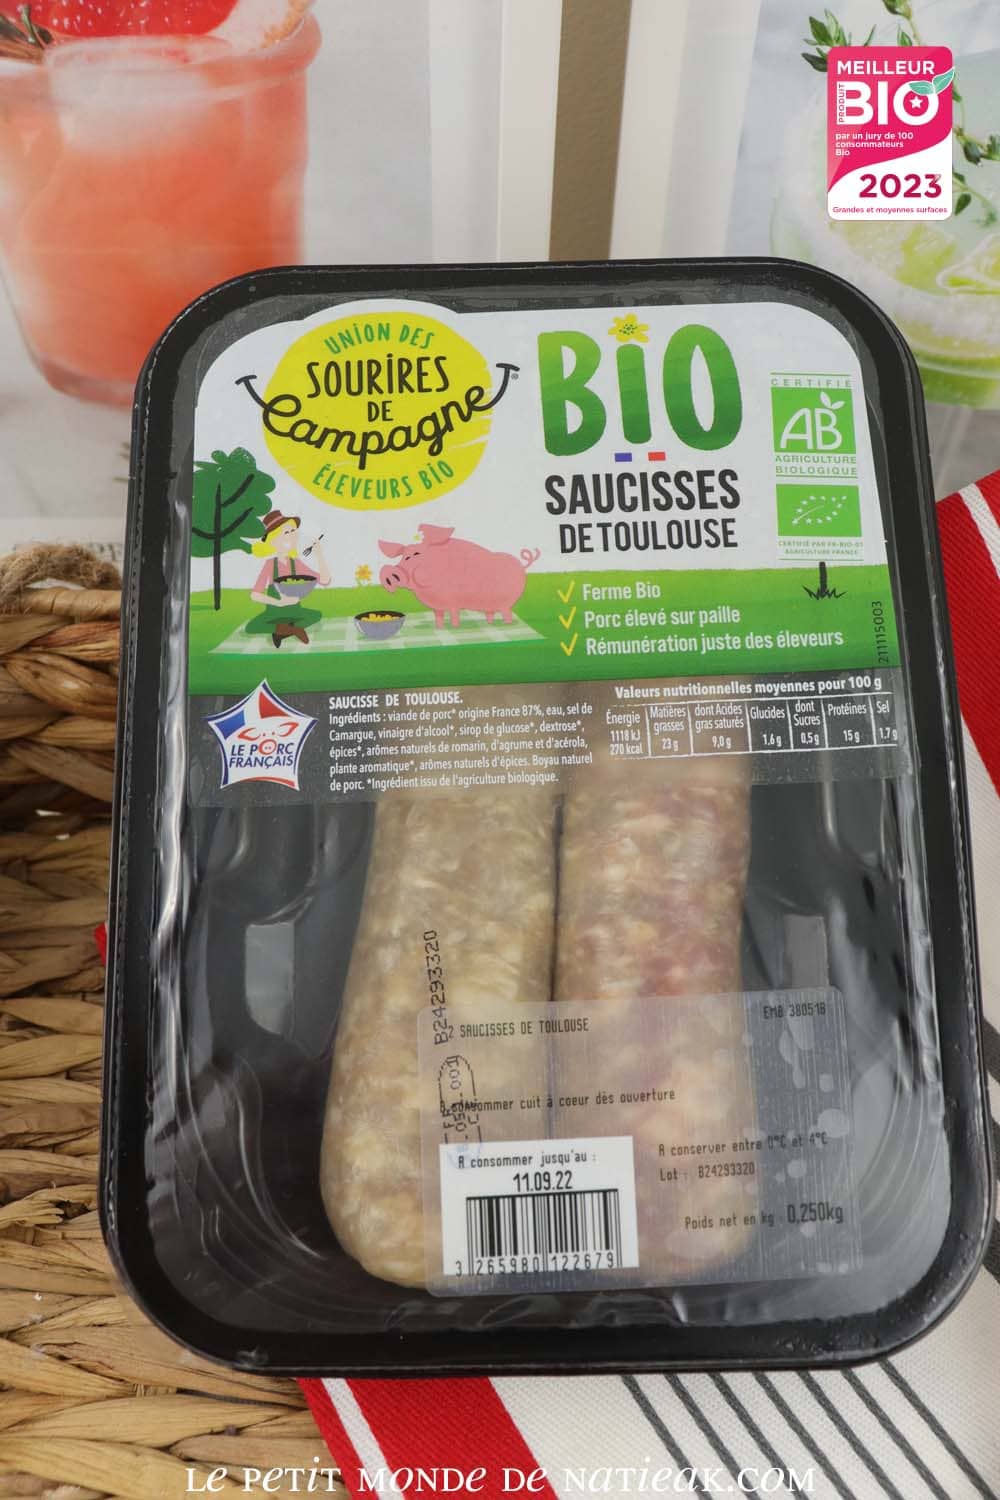 MEILLEUR
PRODUIT
BIO
par un jury de 100
consommateurs
Bio
2023
Grandes et moyennes surfaces
UNION DES
SOURIRES
DE
Campagne
ÉLEVEURS BIO
BIO
SAUCISSES
DE TOULOUSE
CERTIFIÉ
AB
AGRICULTURE
BIOLOGIQUE
CERTIFIÉ PAR FR-BIO-01
AGRICULTURE FRANCE
Ferme Bio
Porc élevé sur paille
Rémunération juste des éleveurs
211115003
LE PORC
FRANÇAIS
SAUCISSE DE TOULOUSE.
Ingrédients : viande de porc* origine France 87%, eau, sel de
Camargue, vinaigre d'alcool*, sirop de glucose*, dextrose*,
épices*, arômes naturels de romarin, d'agrume et d'acérola,
plante aromatique*, arômes naturels d'épices. Boyau naturel
de porc. *Ingrédient issu de l'agriculture biologique.
Valeurs nutritionnelles moyennes pour 100 g
Énergie 1118 kJ 270 kcal
Matières grasses 23 g
dont Acides gras saturés 9,0 g
Glucides 1,6 g
dont Sucres 0,5 g
Protéines 15 g
Sel 1,7 g
B24293320
2 SAUCISSES DE TOULOUSE
EMB 38051B
A consommer cuit à coeur dès ouverture
A consommer jusqu'au :
11.09.22
3 265980 122679
A conserver entre 0°C et 4°C
Lot : B24293320
Poids net en kg : 0,250kg
LE PETIT MONDE DE NATIEAK.COM